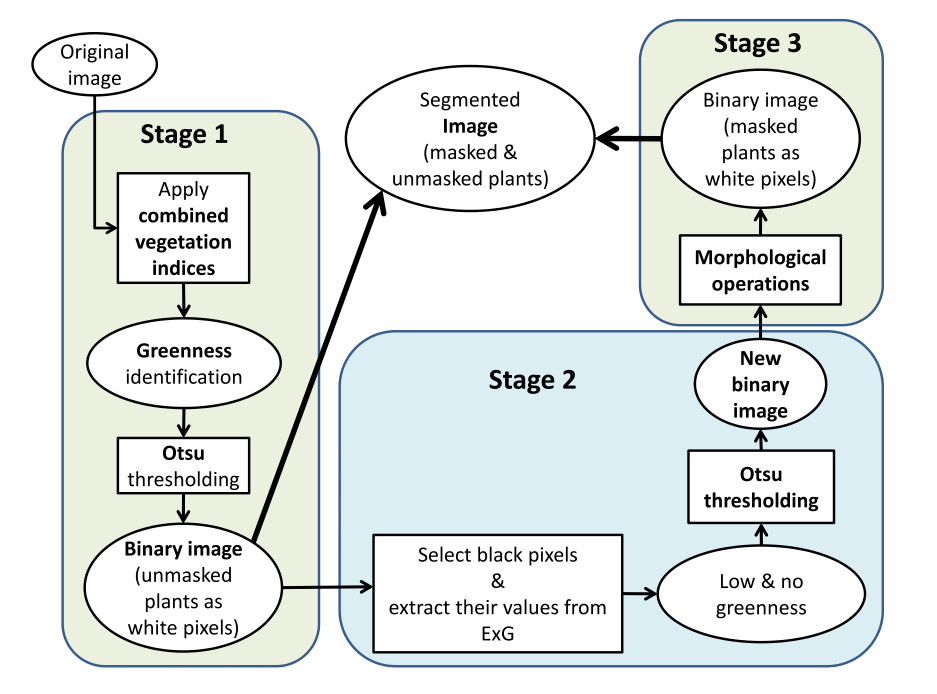 Original
image
Stage 1
Apply
combined
vegetation
indices
Greenness
identification
Otsu
thresholding
Binary image
(unmasked
plants as
white pixels)
Segmented
Image
(masked &
unmasked plants)
Stage 2
Select black pixels
&
extract their values from
ExG
Low & no
greenness
Otsu
thresholding
New
binary
image
Stage 3
Morphological
operations
Binary image
(masked
plants as
white pixels)